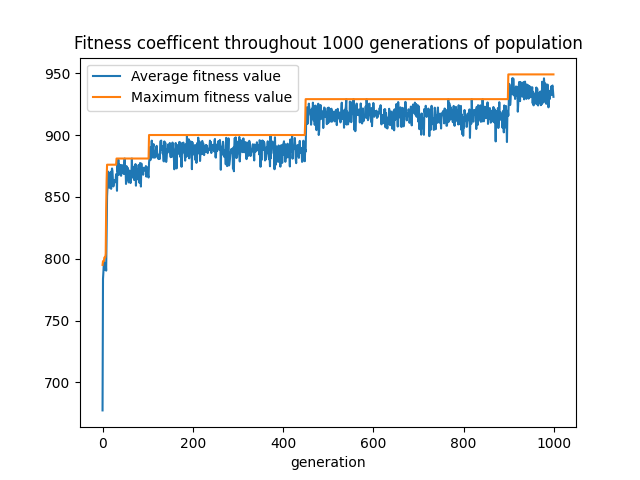 Fitness coefficent throughout 1000 generations of population
Average fitness value
Maximum fitness value
950
900
850
800
750
700
0 200 400 600 800 1000
generation